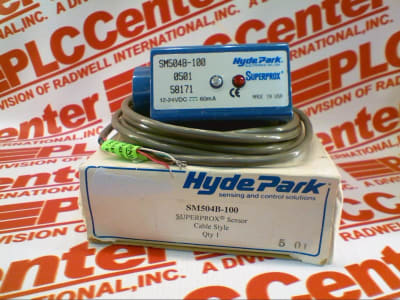 PLCCenter
A DIVISION OF RADWELL INTERNATIONAL
SM504B-100
0501
58171
12-24VDC 60mA
Hyde Park
SUPERPROX®
CE
MADE IN USA
Hyde Park
sensing and control solutions
SM504B-100
SUPERPROX® Sensor
Cable Style
Qty 1
5 01